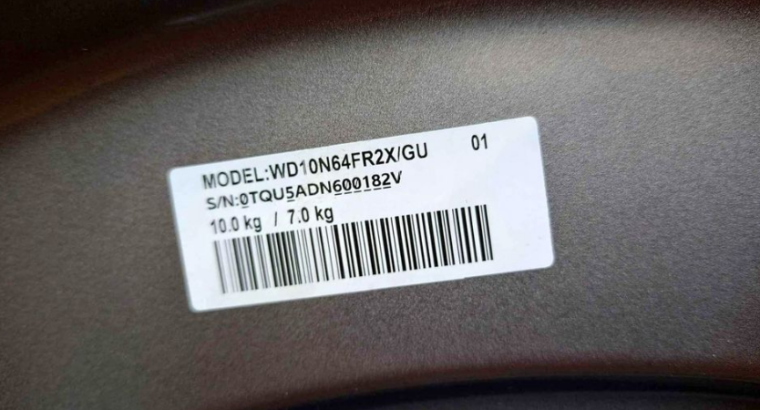 MODEL:WD10N64FR2X/GU 01
S/N:0TQU5ADN600182V
10.0 kg / 7.0 kg